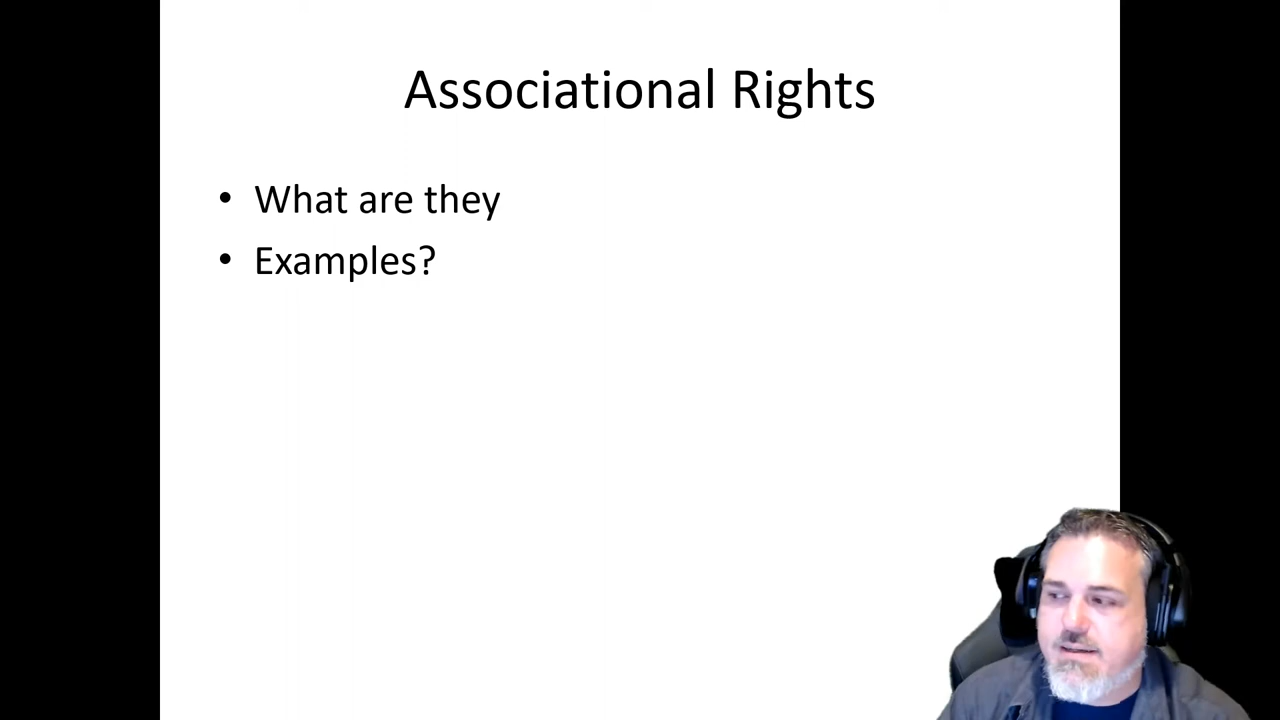 Associational Rights
• What are they
• Examples?